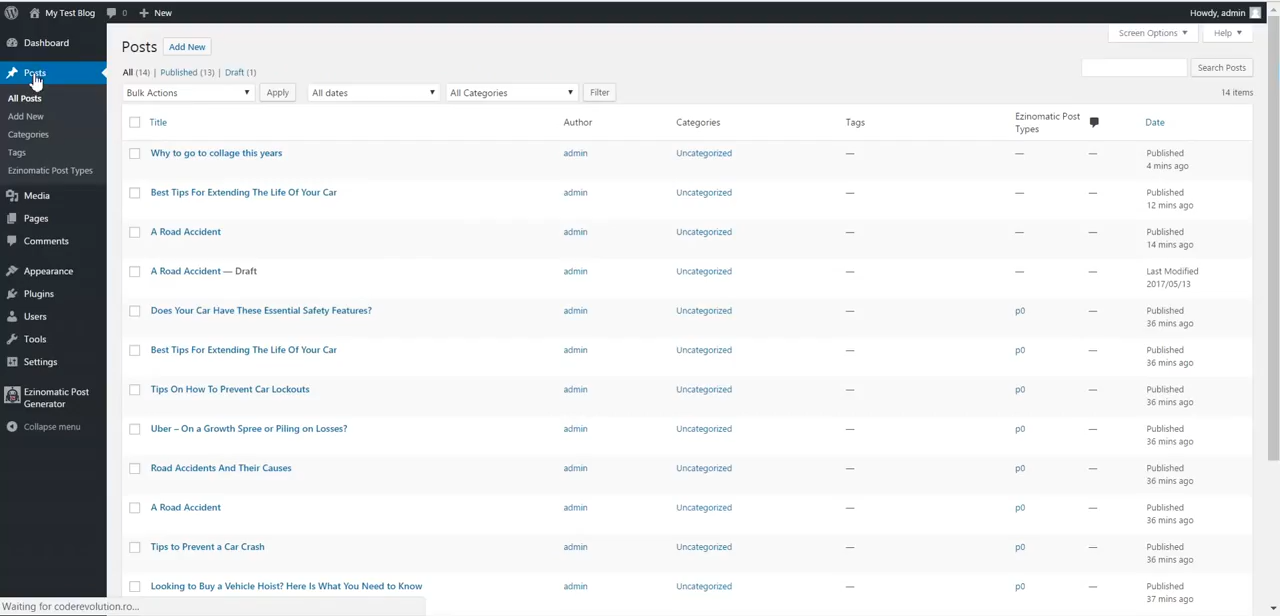 My Test Blog 0 New Howdy, admin
Dashboard
Posts
All Posts
Add New
Categories
Tags
Ezinomatic Post Types
Media
Pages
Comments
Appearance
Plugins
Users
Tools
Settings
Ezinomatic Post
Generator
Collapse menu
Screen Options ▼ Help ▼
Posts Add New
All (14) | Published (13) | Draft (1)
Search Posts
Bulk Actions ▼ Apply All dates ▼ All Categories ▼ Filter 14 items
Title Author Categories Tags Ezinomatic Post Types Date
Why to go to collage this years admin Uncategorized — — — Published
4 mins ago
Best Tips For Extending The Life Of Your Car admin Uncategorized — — — Published
12 mins ago
A Road Accident admin Uncategorized — — — Published
14 mins ago
A Road Accident — Draft admin Uncategorized — — — Last Modified
2017/05/13
Does Your Car Have These Essential Safety Features? admin Uncategorized — p0 — Published
36 mins ago
Best Tips For Extending The Life Of Your Car admin Uncategorized — p0 — Published
36 mins ago
Tips On How To Prevent Car Lockouts admin Uncategorized — p0 — Published
36 mins ago
Uber – On a Growth Spree or Piling on Losses? admin Uncategorized — p0 — Published
36 mins ago
Road Accidents And Their Causes admin Uncategorized — p0 — Published
36 mins ago
A Road Accident admin Uncategorized — p0 — Published
36 mins ago
Tips to Prevent a Car Crash admin Uncategorized — p0 — Published
36 mins ago
Looking to Buy a Vehicle Hoist? Here Is What You Need to Know admin Uncategorized — p0 — Published
37 mins ago
Waiting for coderevolution.ro...